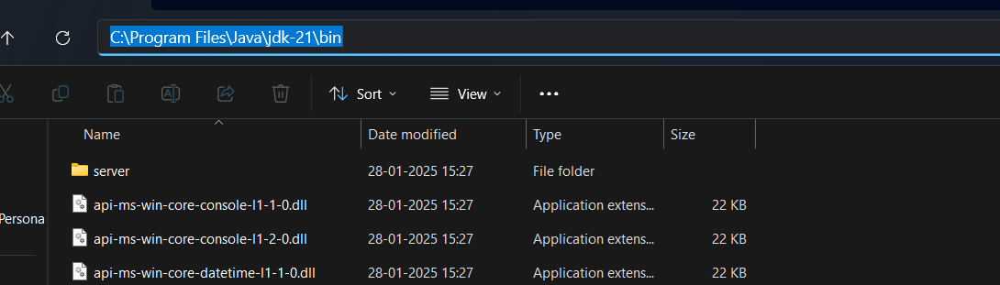 C:\Program Files\Java\jdk-21\bin
Sort View
Name Date modified Type Size
server 28-01-2025 15:27 File folder
api-ms-win-core-console-l1-1-0.dll 28-01-2025 15:27 Application extens... 22 KB
Persona
api-ms-win-core-console-l1-2-0.dll 28-01-2025 15:27 Application extens... 22 KB
api-ms-win-core-datetime-l1-1-0.dll 28-01-2025 15:27 Application extens... 22 KB